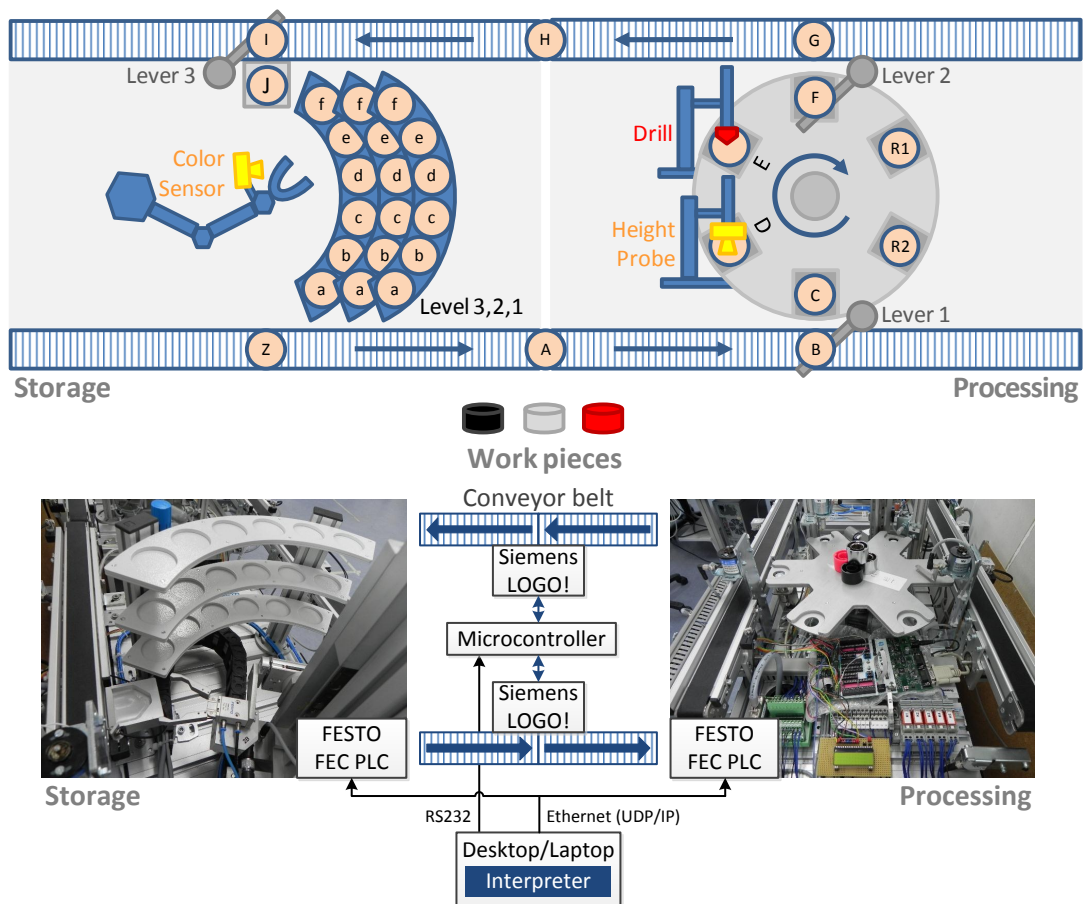 I
H
G
Lever 3
J
Lever 2
F
f f f
Drill
R1
e e e
E
Color
Sensor
d d d
c c c
D
Height
Probe
R2
b b b
a a a
C
Level 3,2,1
Lever 1
Z
A
B
Storage
Processing
Work pieces
Conveyor belt
Siemens
LOGO!
Microcontroller
Siemens
LOGO!
FESTO
FEC PLC
FESTO
FEC PLC
Storage
Processing
RS232
Ethernet (UDP/IP)
Desktop/Laptop
Interpreter